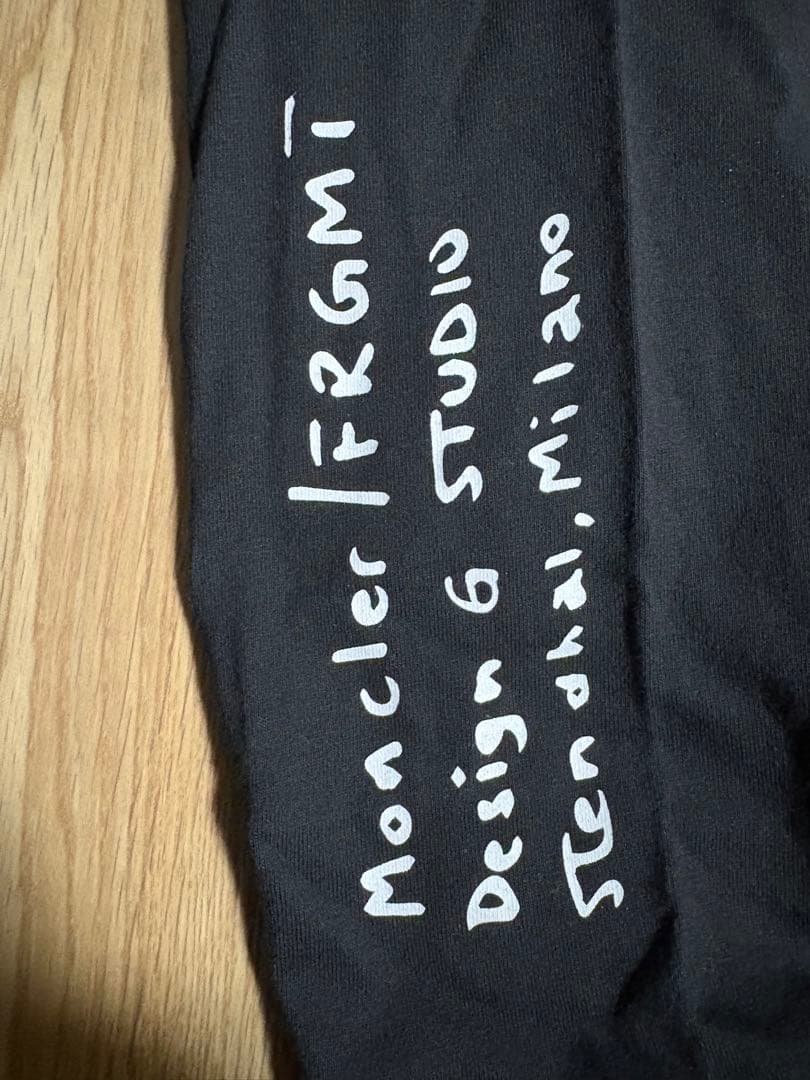 Moncler / FRGMT
Design 6 STUDIO
Stendhal. Milano